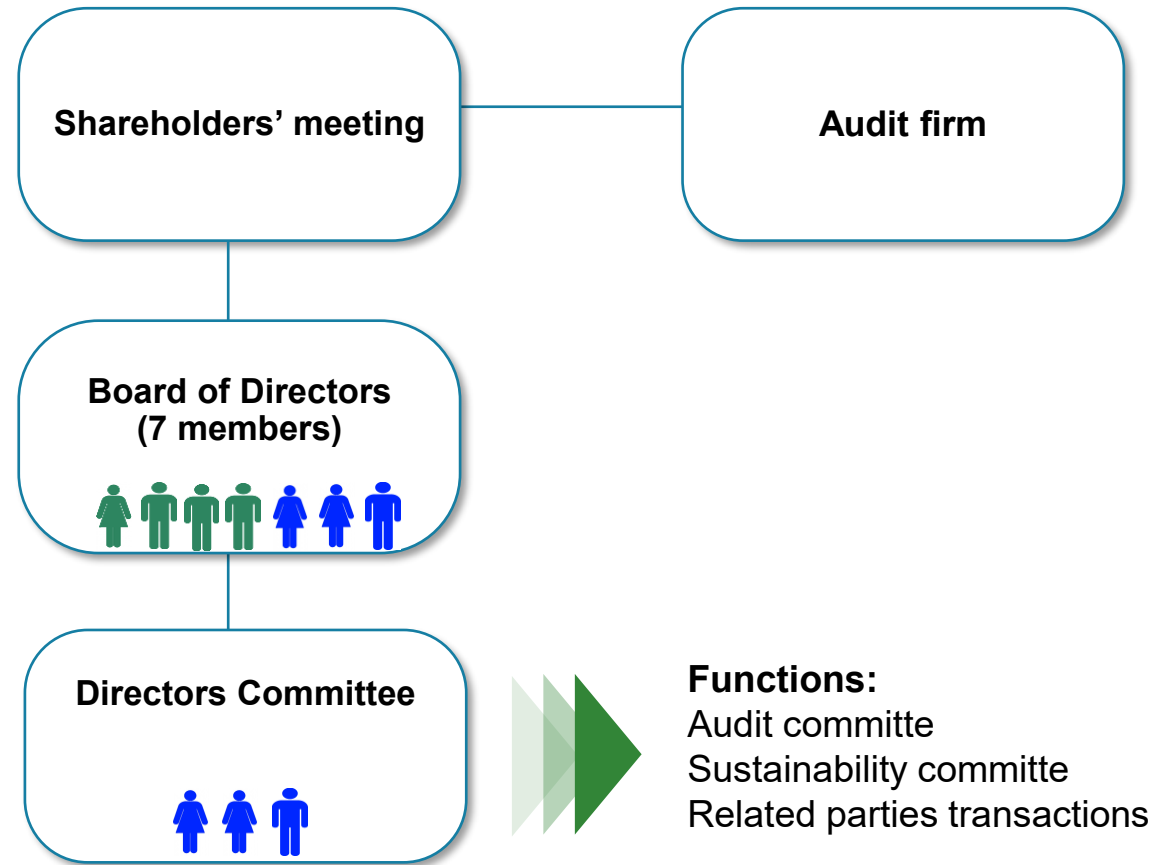 Shareholders’ meeting
Audit firm
Board of Directors
(7 members)
Directors Committee
Functions:
Audit committe
Sustainability committe
Related parties transactions